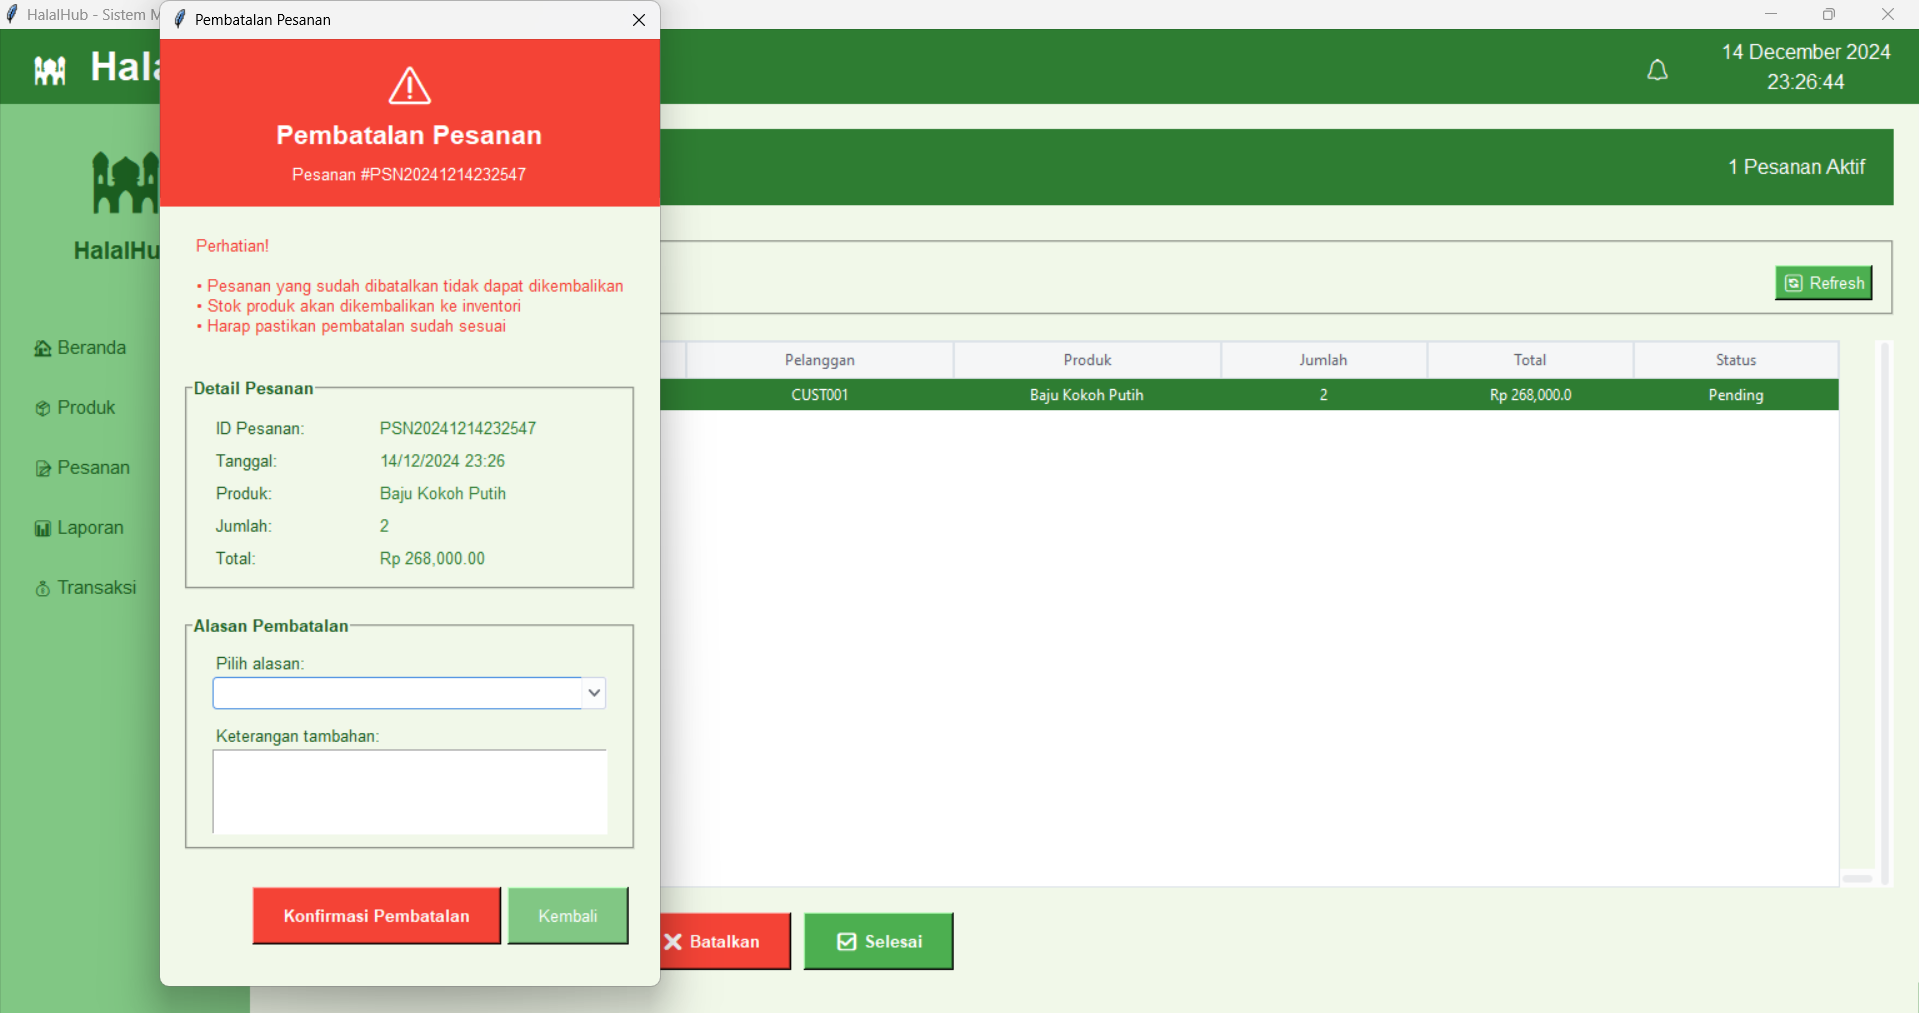 HalalHub - Sistem M
Pembatalan Pesanan
Hala
14 December 2024
23:26:44
Pembatalan Pesanan
Pesanan #PSN20241214232547
1 Pesanan Aktif
HalalHu
Perhatian!
• Pesanan yang sudah dibatalkan tidak dapat dikembalikan
• Stok produk akan dikembalikan ke inventori
• Harap pastikan pembatalan sudah sesuai
Refresh
Beranda
Produk
Pesanan
Laporan
Transaksi
Pelanggan Produk Jumlah Total Status
CUST001 Baju Kokoh Putih 2 Rp 268,000.0 Pending
Detail Pesanan
ID Pesanan: PSN20241214232547
Tanggal: 14/12/2024 23:26
Produk: Baju Kokoh Putih
Jumlah: 2
Total: Rp 268,000.00
Alasan Pembatalan
Pilih alasan:
Keterangan tambahan:
Konfirmasi Pembatalan
Kembali
Batalkan
Selesai